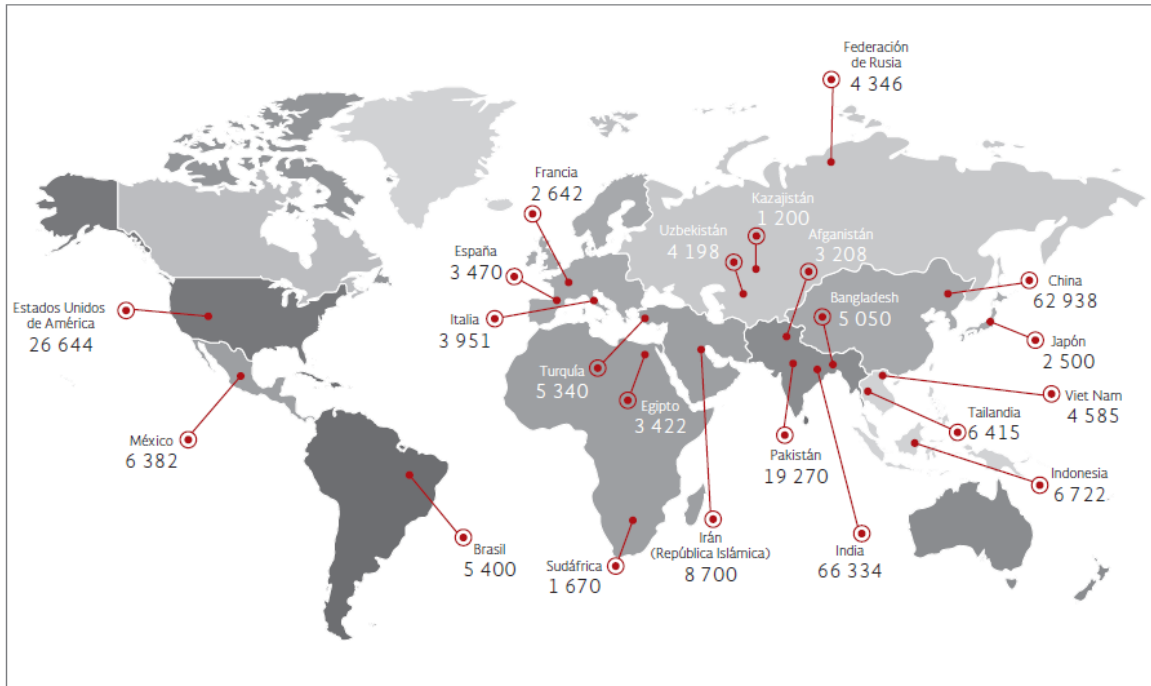 Federación
de Rusia
4 346
Francia
2 642
Kazajistán
1 200
Uzbekistán
4 198
Afganistán
3 208
España
3 470
China
62 938
Bangladesh
5 050
Estados Unidos
de América
26 644
Italia
3 951
Japón
2 500
Turquía
5 340
Egipto
3 422
Viet Nam
4 585
Tailandia
6 415
México
6 382
Pakistán
19 270
Indonesia
6 722
Brasil
5 400
Sudáfrica
1 670
Irán
(República Islámica)
8 700
India
66 334